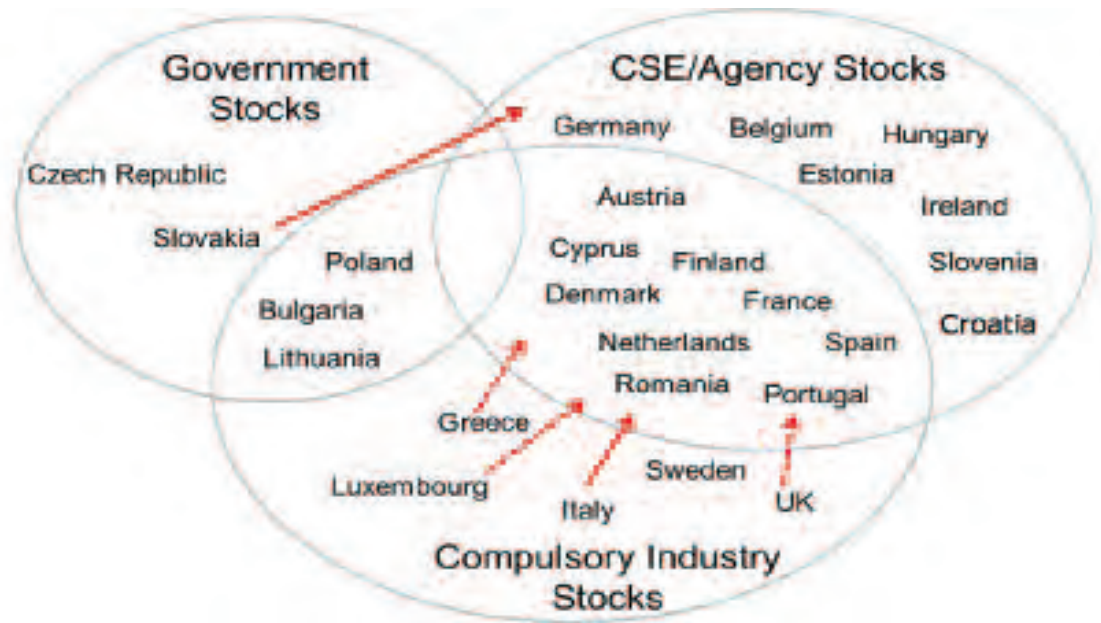 Government
Stocks
CSE/Agency Stocks
Germany
Belgium
Hungary
Czech Republic
Estonia
Austria
Ireland
Slovakia
Poland
Cyprus
Finland
Slovenia
Bulgaria
Denmark
France
Croatia
Lithuania
Netherlands
Spain
Romania
Portugal
Greece
Luxembourg
Sweden
Italy
UK
Compulsory Industry
Stocks